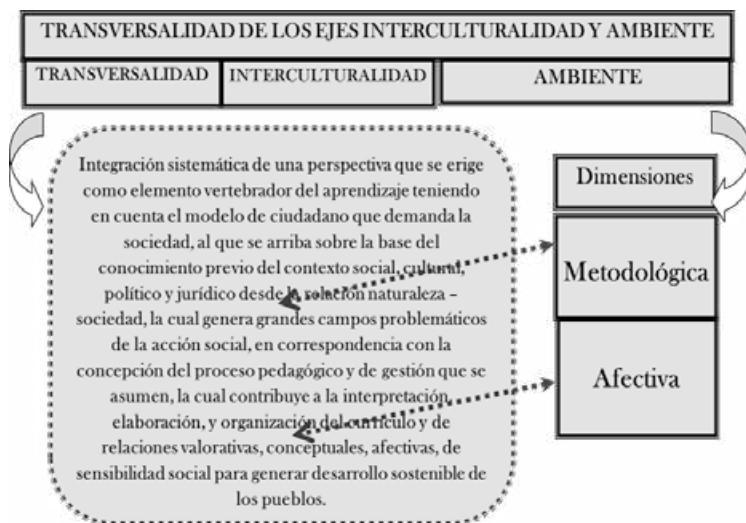 TRANSVERSALIDAD DE LOS EJES INTERCULTURALIDAD Y AMBIENTE
TRANSVERSALIDAD
INTERCULTURALIDAD
AMBIENTE
Integración sistemática de una perspectiva que se erige
como elemento vertebrador del aprendizaje teniendo
en cuenta el modelo de ciudadano que demanda la
sociedad, al que se arriba sobre la base del
conocimiento previo del contexto social, cultural,
político y jurídico desde la relación naturaleza –
sociedad, la cual genera grandes campos problemáticos
de la acción social, en correspondencia con la
concepción del proceso pedagógico y de gestión que se
asumen, la cual contribuye a la interpretación,
elaboración, y organización del currículo y de
relaciones valorativas, conceptuales, afectivas, de
sensibilidad social para generar desarrollo sostenible de
los pueblos.
Dimensiones
Metodológica
Afectiva